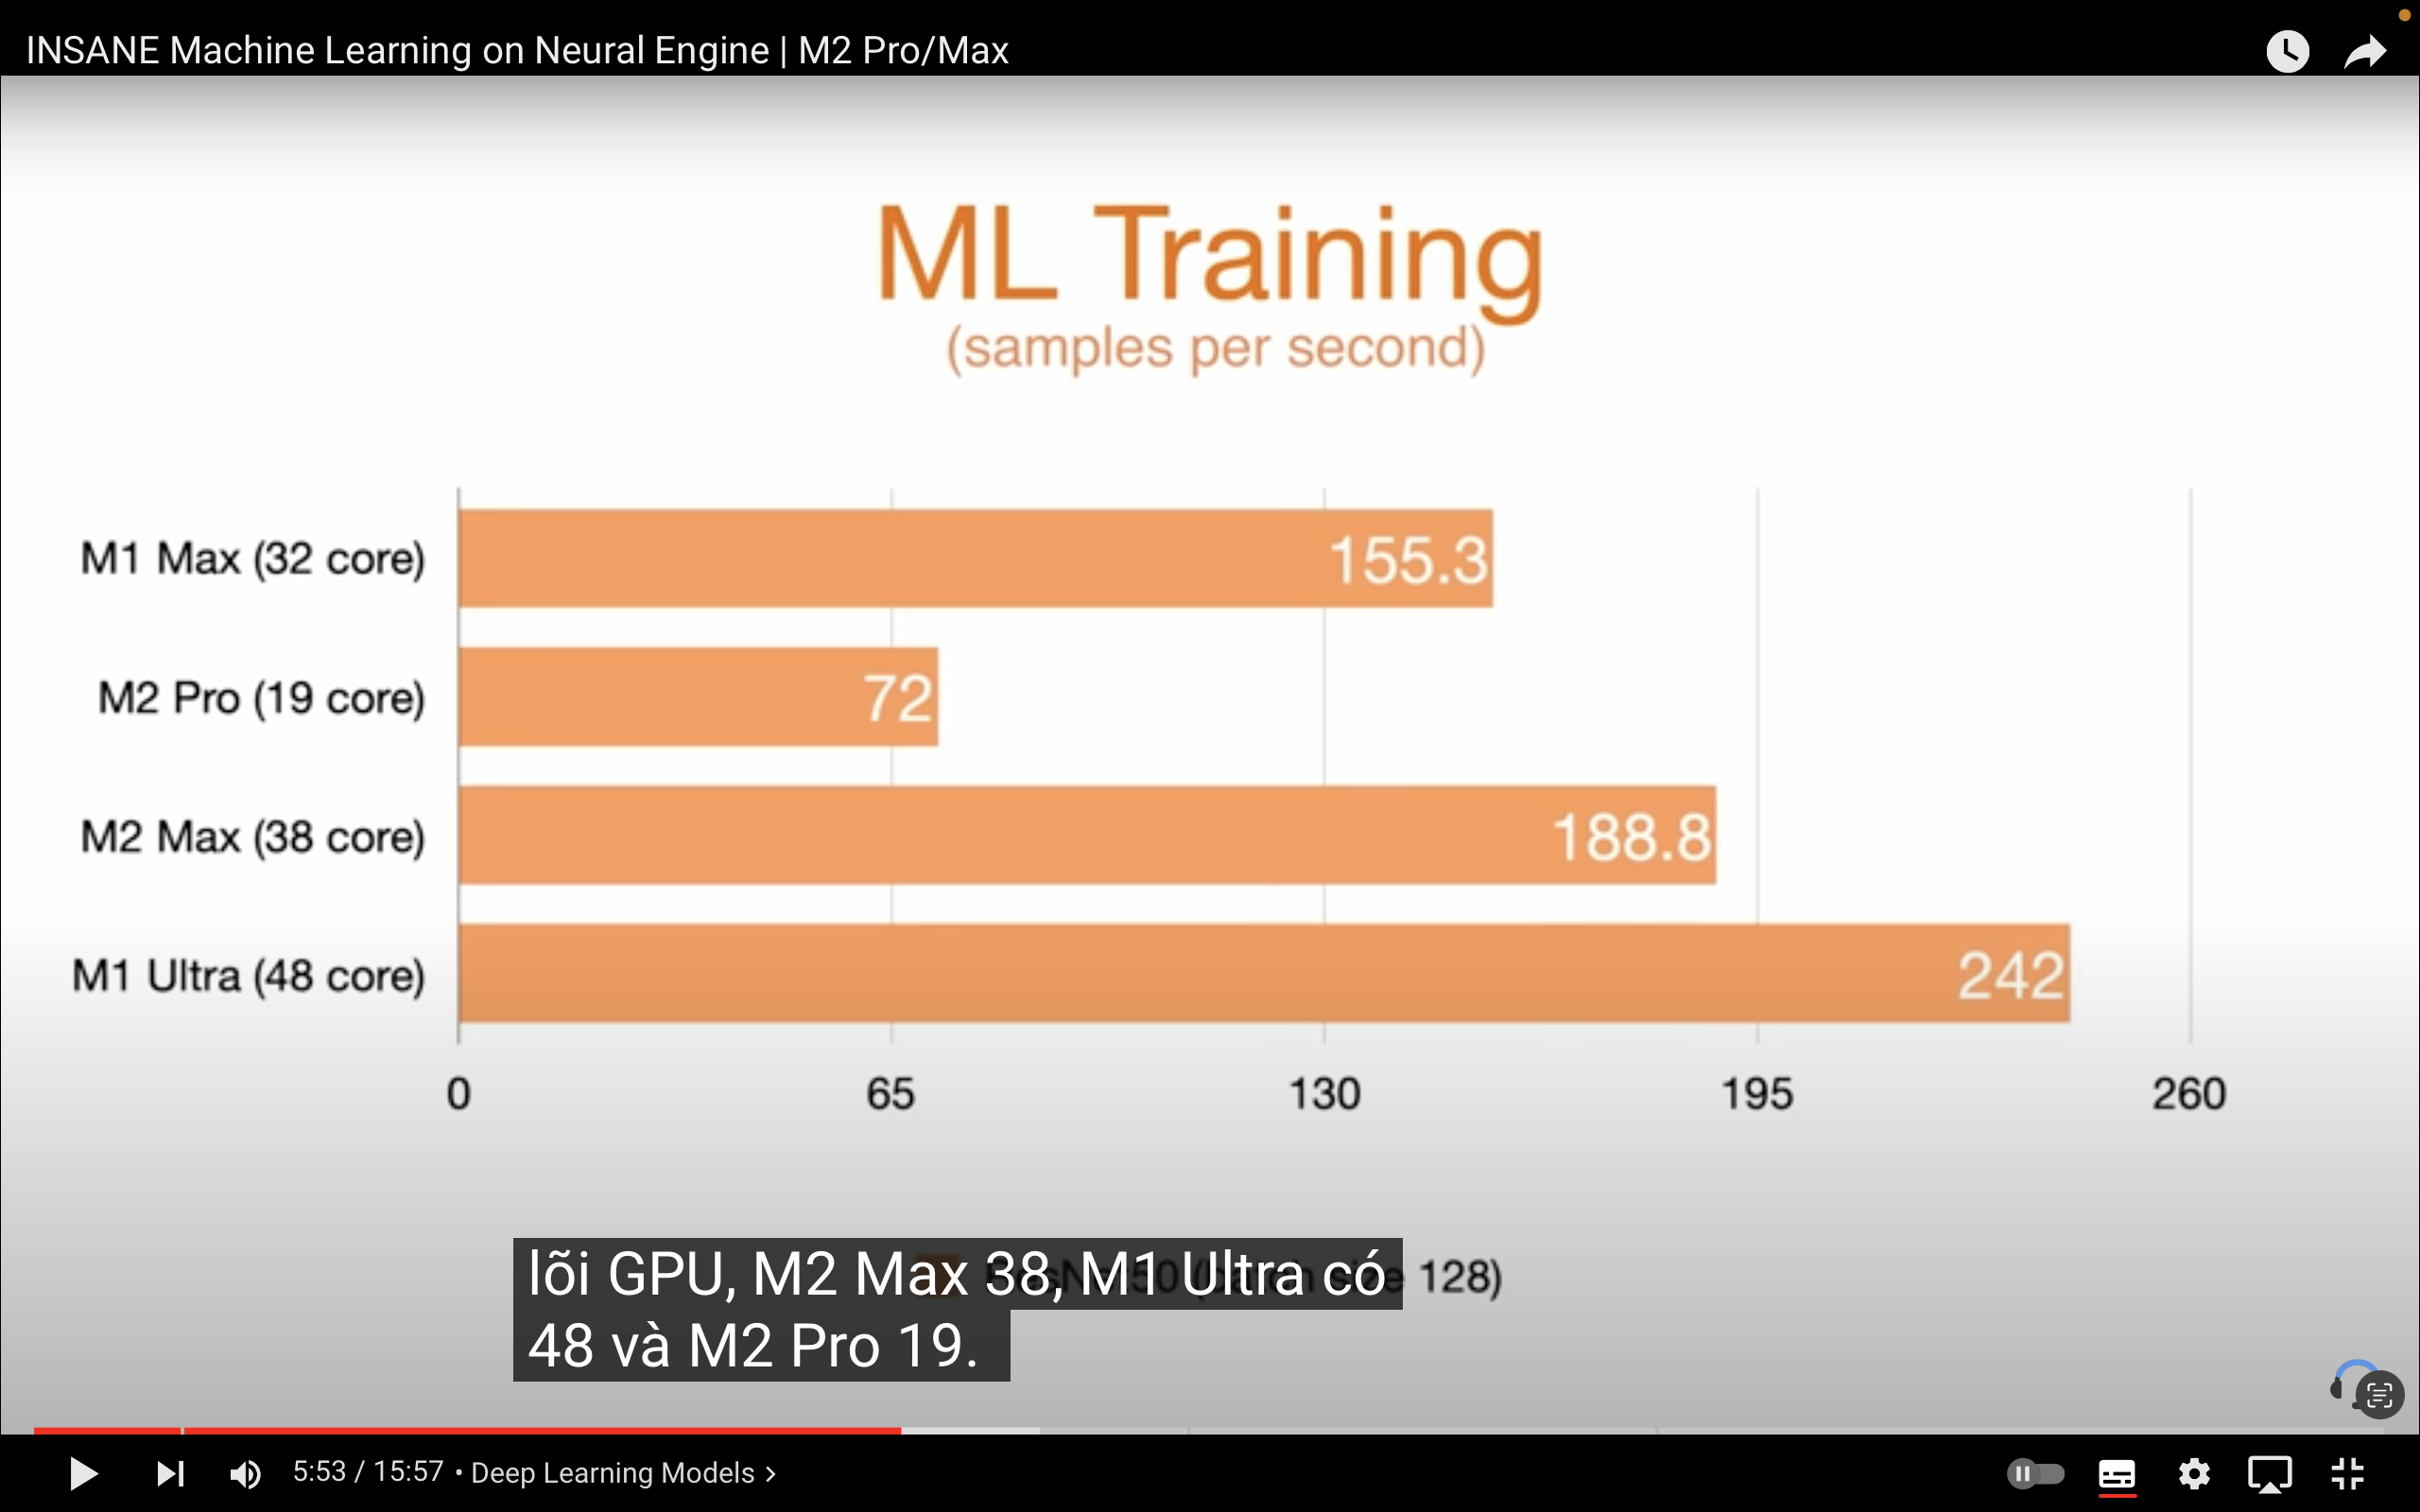 INSANE Machine Learning on Neural Engine | M2 Pro/Max
ML Training
(samples per second)
M1 Max (32 core)
155.3
M2 Pro (19 core)
72
M2 Max (38 core)
188.8
M1 Ultra (48 core)
242
0 65 130 195 260
128)
lõi GPU, M2 Max 38, M1 Ultra có
48 và M2 Pro 19.
5:53 / 15:57 • Deep Learning Models >